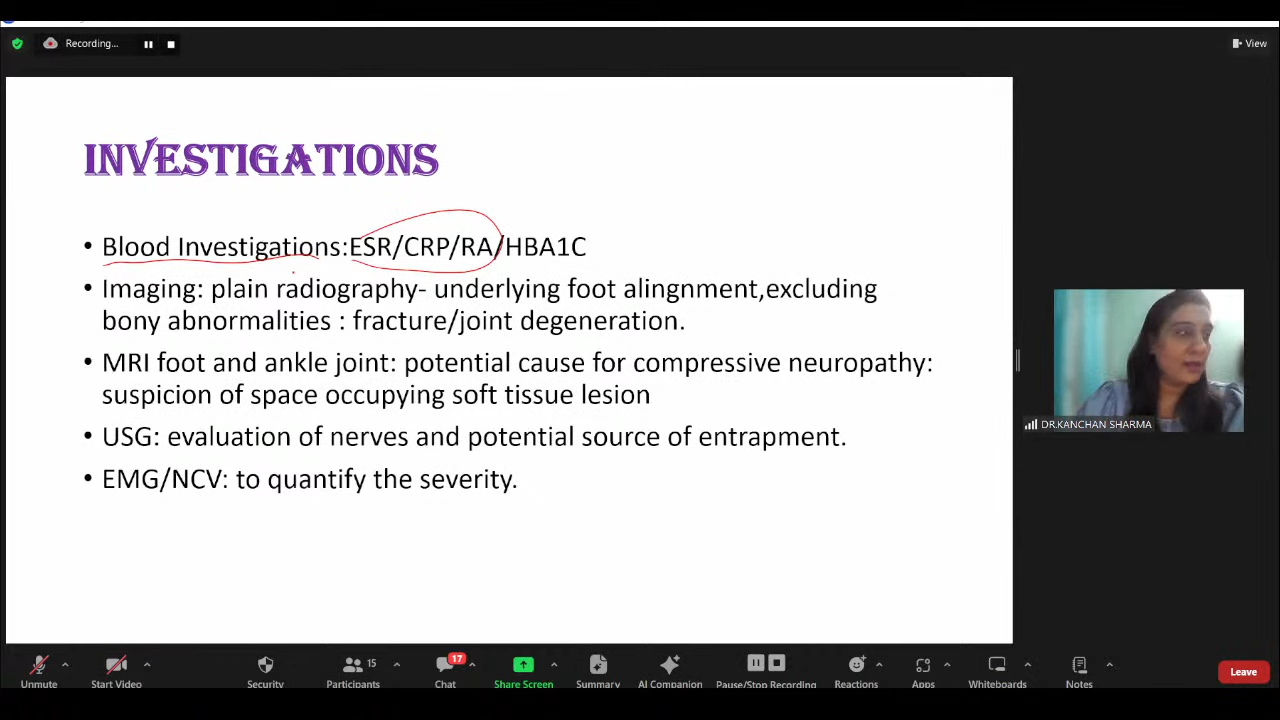 Recording...
View
INVESTIGATIONS
• Blood Investigations:ESR/CRP/RA/HBA1C
• Imaging: plain radiography- underlying foot alingnment,excluding
bony abnormalities : fracture/joint degeneration.
• MRI foot and ankle joint: potential cause for compressive neuropathy:
suspicion of space occupying soft tissue lesion
• USG: evaluation of nerves and potential source of entrapment.
• EMG/NCV: to quantify the severity.
DR.KANCHAN SHARMA
15
17
Unmute
Start Video
Security
Participants
Chat
Share Screen
Summary
AI Companion
Pause/Stop Recording
Reactions
Apps
Whiteboards
Notes
Leave